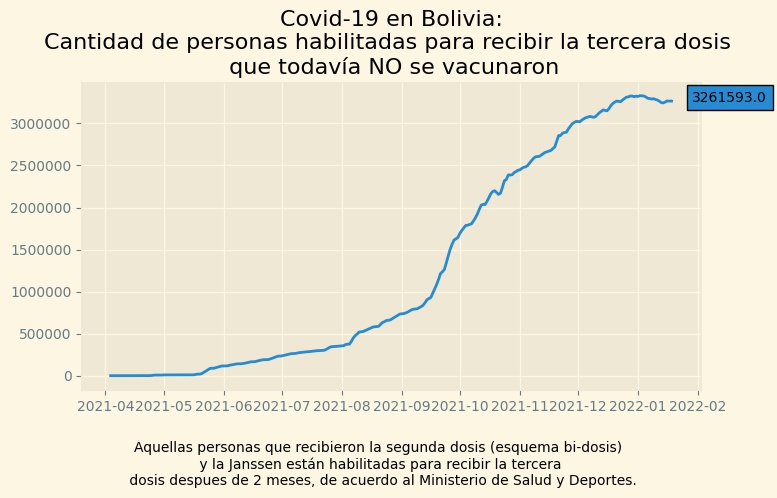 Covid-19 en Bolivia:
Cantidad de personas habilitadas para recibir la tercera dosis
que todavía NO se vacunaron
3261593.0
3000000
2500000
2000000
1500000
1000000
500000
0
2021-04 2021-05 2021-06 2021-07 2021-08 2021-09 2021-10 2021-11 2021-12 2022-01 2022-02
Aquellas personas que recibieron la segunda dosis (esquema bi-dosis)
y la Janssen están habilitadas para recibir la tercera
dosis despues de 2 meses, de acuerdo al Ministerio de Salud y Deportes.